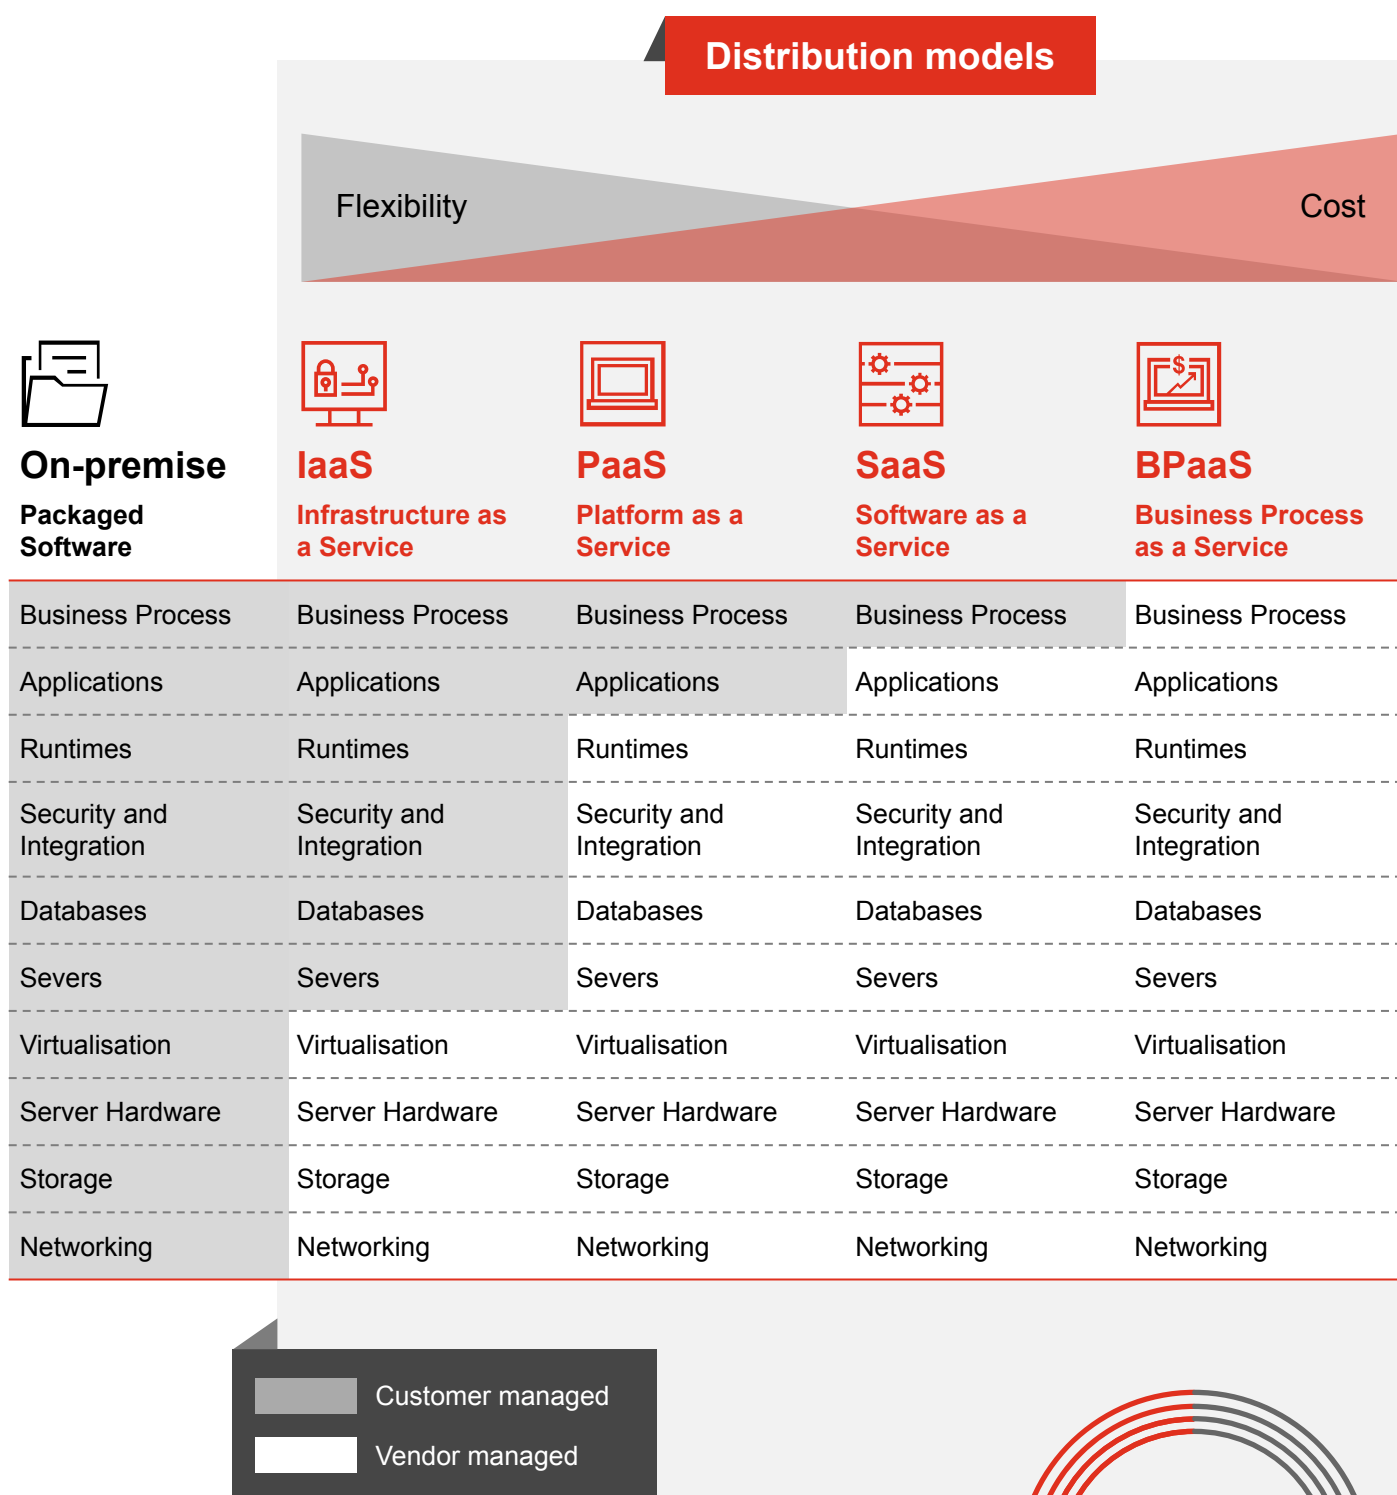 Distribution models
Flexibility
Cost
On-premise
Packaged
Software
IaaS
Infrastructure as
a Service
PaaS
Platform as a
Service
SaaS
Software as a
Service
BPaaS
Business Process
as a Service
Business Process Business Process Business Process Business Process Business Process
Applications Applications Applications Applications Applications
Runtimes Runtimes Runtimes Runtimes Runtimes
Security and Security and Security and Security and Security and
Integration Integration Integration Integration Integration
Databases Databases Databases Databases Databases
Severs Severs Severs Severs Severs
Virtualisation Virtualisation Virtualisation Virtualisation Virtualisation
Server Hardware Server Hardware Server Hardware Server Hardware Server Hardware
Storage Storage Storage Storage Storage
Networking Networking Networking Networking Networking
Customer managed
Vendor managed